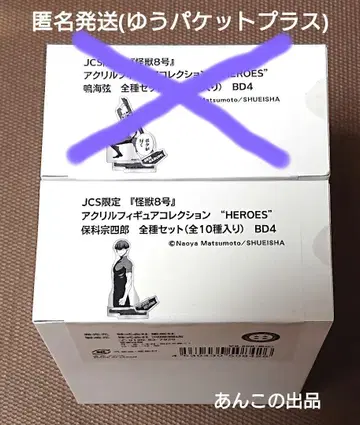 匿名発送(ゆうパケットプラス)
JCS限定 『怪獣8号』
アクリルフィギュアコレクション "HEROES"
鳴海弦 全種セット 入り) BD4
©Naoya Matsumoto/SHUEISHA
JCS限定 『怪獣8号』
アクリルフィギュアコレクション “HEROES”
保科宗四郎 全種セット(全10種入り) BD4
©Naoya Matsumoto/SHUEISHA
あんこの出品